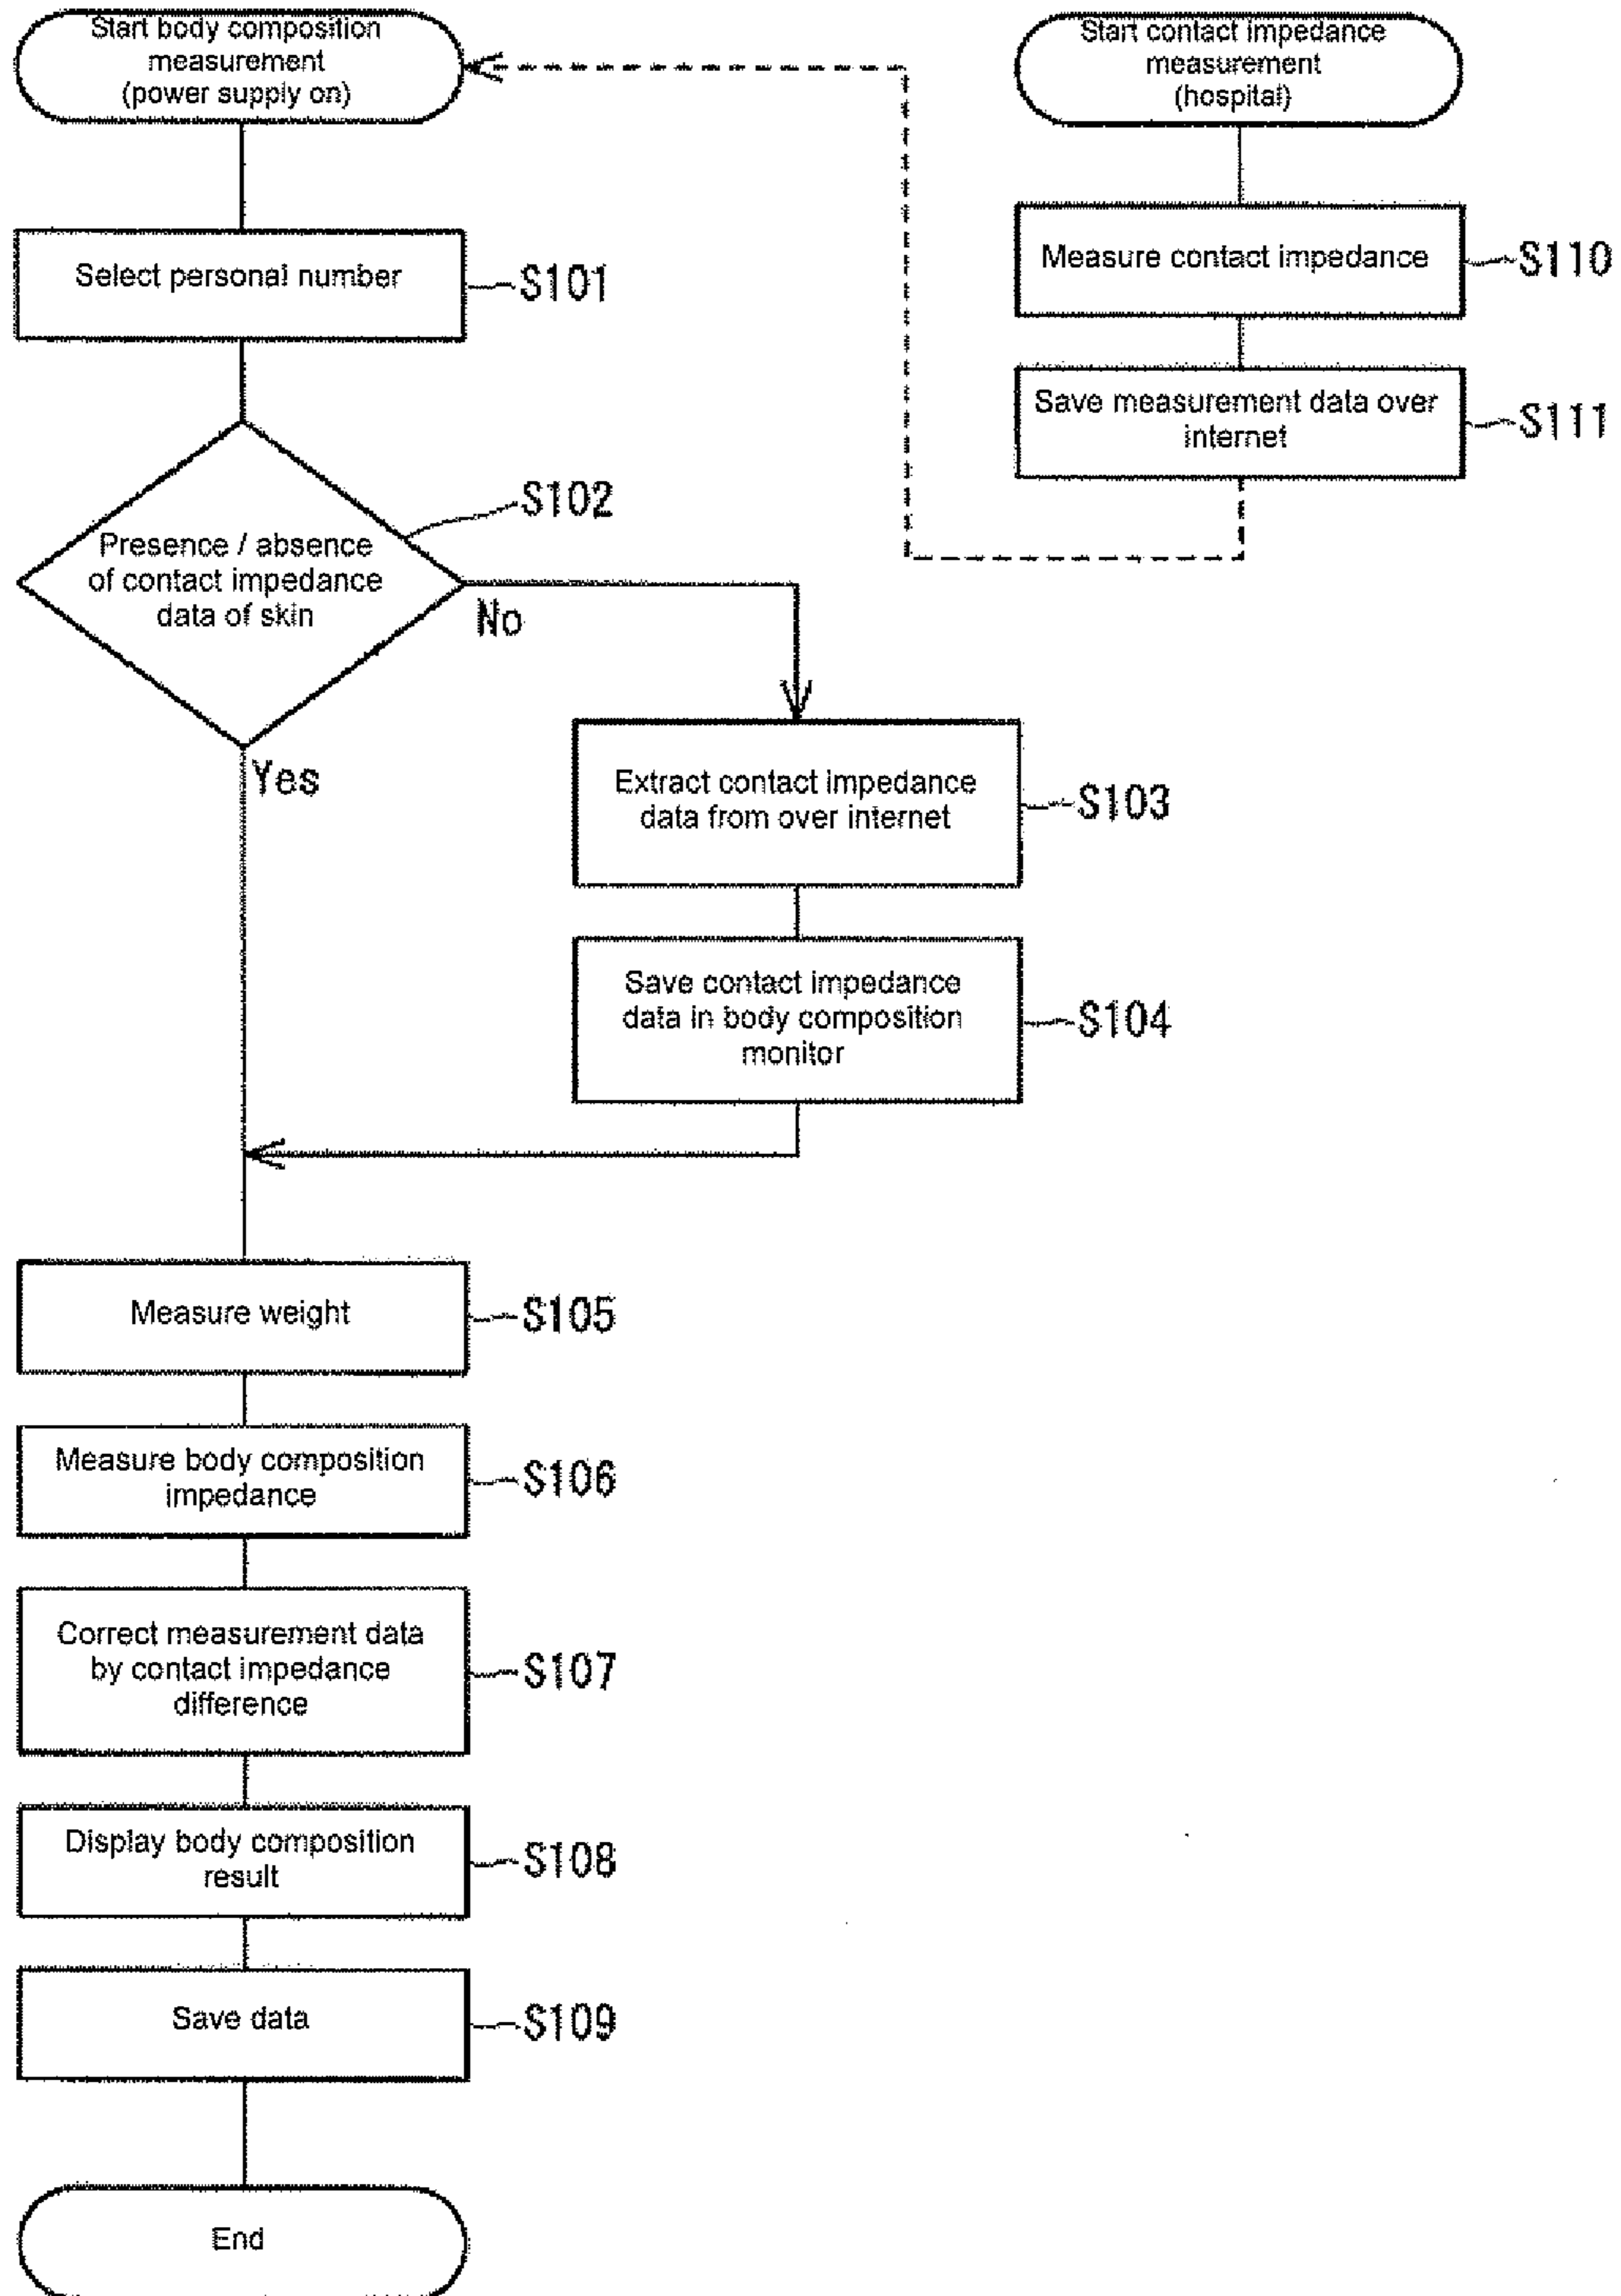 Start body composition
measurement
(power supply on)
Start contact impedance
measurement
(hospital)
Select personal number
S101
Measure contact impedance
S110
Save measurement data over
internet
S111
S102
Presence / absence
of contact impedance
data of skin
No
Yes
Extract contact impedance
data from over internet
S103
Save contact impedance
data in body composition
monitor
S104
Measure weight
S105
Measure body composition
impedance
S106
Correct measurement data
by contact impedance
difference
S107
Display body composition
result
S108
Save data
S109
End